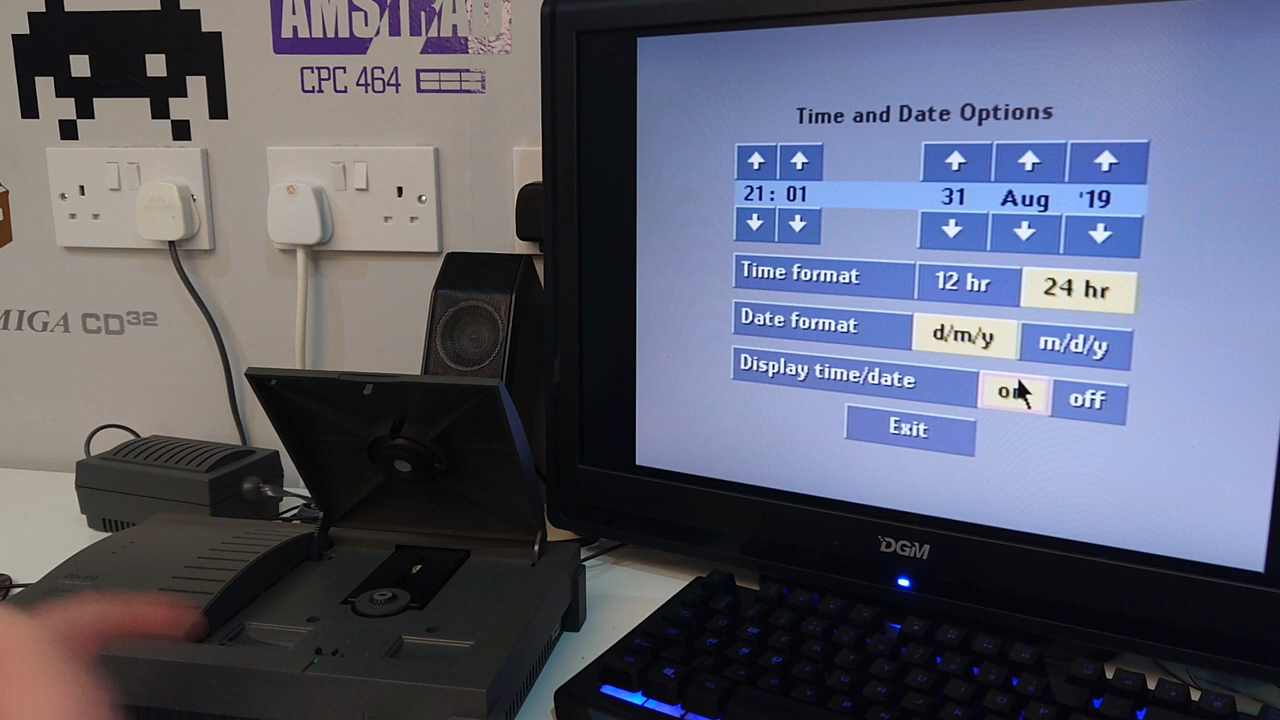 AMSTRAD
CPC 464
MIGA CD32
Time and Date Options
21: 01 31 Aug '19
Time format 12 hr 24 hr
Date format d/m/y m/d/y
Display time/date on off
Exit
DGM